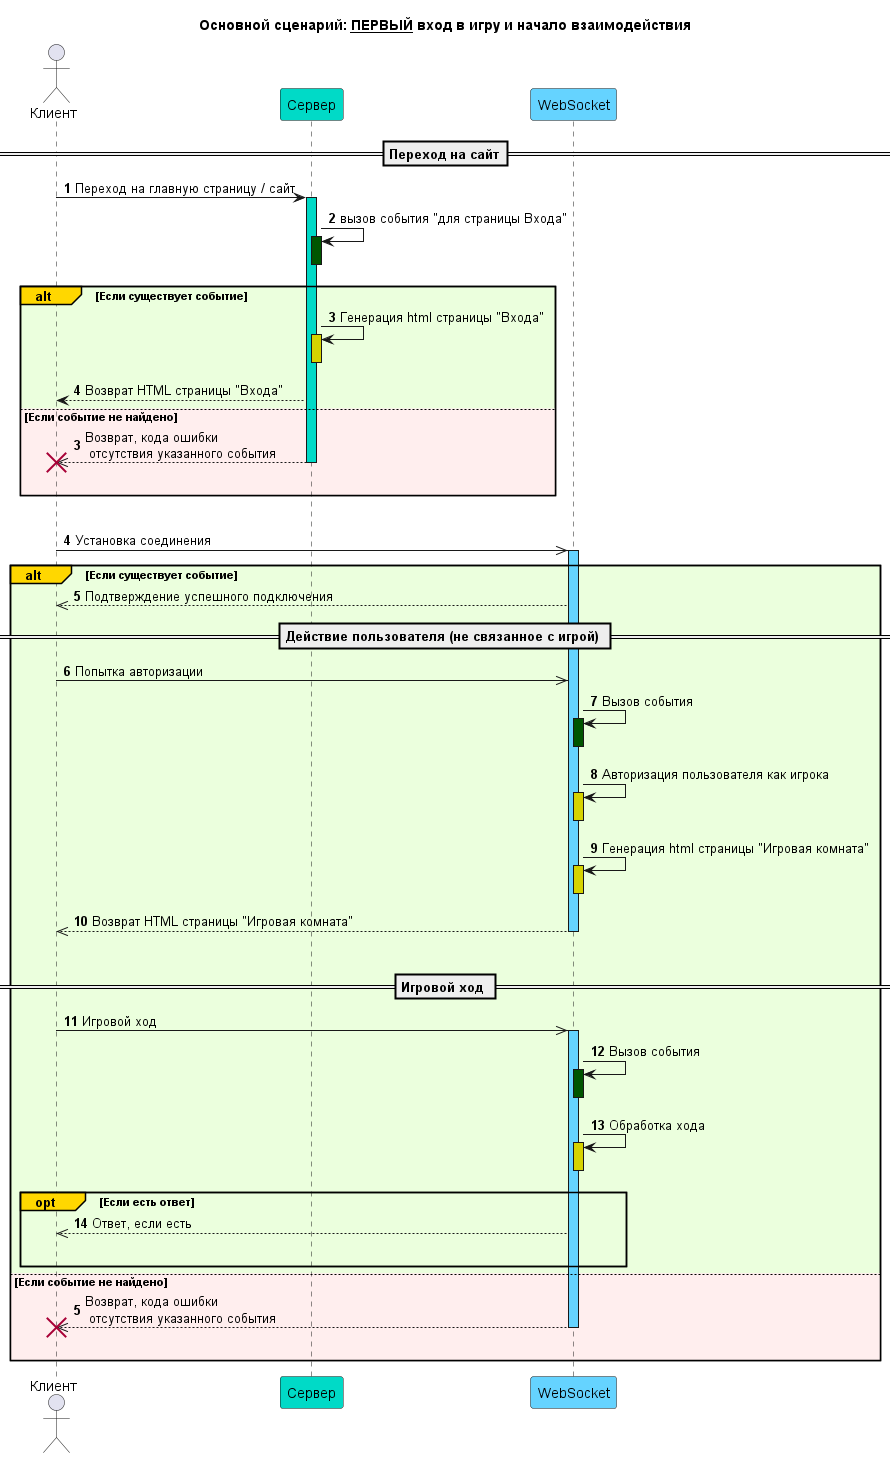 Основной сценарий: ПЕРВЫЙ вход в игру и начало взаимодействия
Клиент
Сервер
WebSocket
Переход на сайт
1 Переход на главную страницу / сайт
2 вызов события "для страницы Входа"
alt [Если существует событие]
3 Генерация html страницы "Входа"
4 Возврат HTML страницы "Входа"
[Если событие не найдено]
3 Возврат, кода ошибки
отсутствия указанного события
4 Установка соединения
alt [Если существует событие]
5 Подтверждение успешного подключения
Действие пользователя (не связанное с игрой)
6 Попытка авторизации
7 Вызов события
8 Авторизация пользователя как игрока
9 Генерация html страницы "Игровая комната"
10 Возврат HTML страницы "Игровая комната"
Игровой ход
11 Игровой ход
12 Вызов события
13 Обработка хода
opt [Если есть ответ]
14 Ответ, если есть
[Если событие не найдено]
5 Возврат, кода ошибки
отсутствия указанного события
Клиент
Сервер
WebSocket